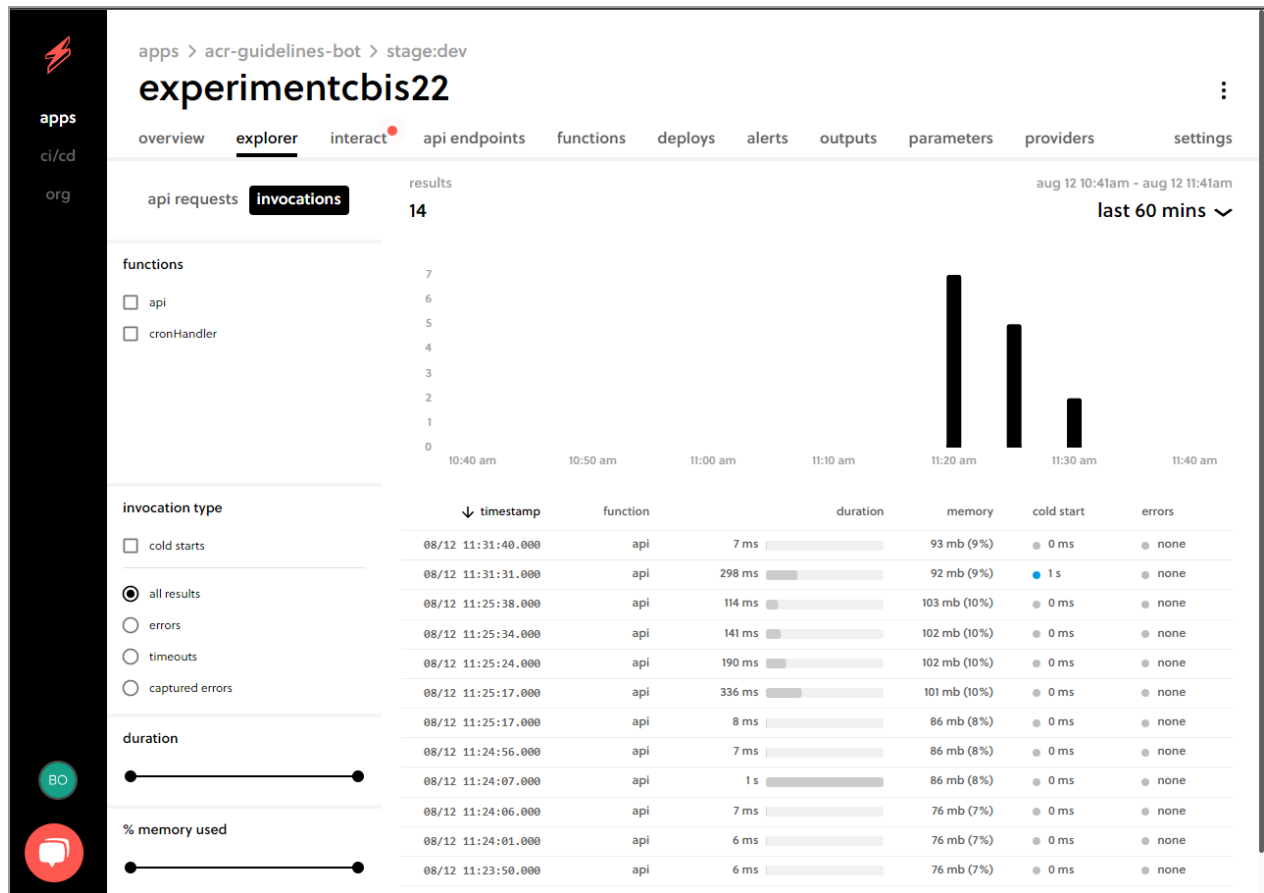 apps > acr-guidelines-bot > stage:dev
experimentcbis22
apps
ci/cd
org
overview explorer interact api endpoints functions deploys alerts outputs parameters providers settings
api requests invocations
results
14
aug 12 10:41am - aug 12 11:41am
last 60 mins
functions
api
cronHandler
7
6
5
4
3
2
1
0
10:40 am 10:50 am 11:00 am 11:10 am 11:20 am 11:30 am 11:40 am
invocation type
cold starts
all results
errors
timeouts
captured errors
duration
% memory used
timestamp function duration memory cold start errors
08/12 11:31:40.000 api 7 ms 93 mb (9%) 0 ms none
08/12 11:31:31.000 api 298 ms 92 mb (9%) 1 s none
08/12 11:25:38.000 api 114 ms 103 mb (10%) 0 ms none
08/12 11:25:34.000 api 141 ms 102 mb (10%) 0 ms none
08/12 11:25:24.000 api 190 ms 102 mb (10%) 0 ms none
08/12 11:25:17.000 api 336 ms 101 mb (10%) 0 ms none
08/12 11:25:17.000 api 8 ms 86 mb (8%) 0 ms none
08/12 11:24:56.000 api 7 ms 86 mb (8%) 0 ms none
08/12 11:24:07.000 api 1 s 86 mb (8%) 0 ms none
08/12 11:24:06.000 api 7 ms 76 mb (7%) 0 ms none
08/12 11:24:01.000 api 6 ms 76 mb (7%) 0 ms none
08/12 11:23:50.000 api 6 ms 76 mb (7%) 0 ms none
BO